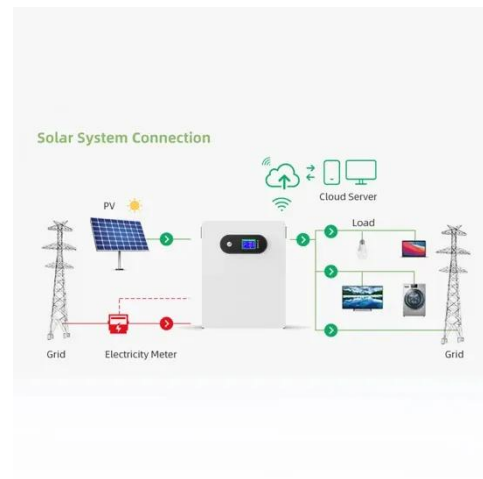 Solar System Connection
Cloud Server
PV
Load
Grid
Electricity Meter
Grid